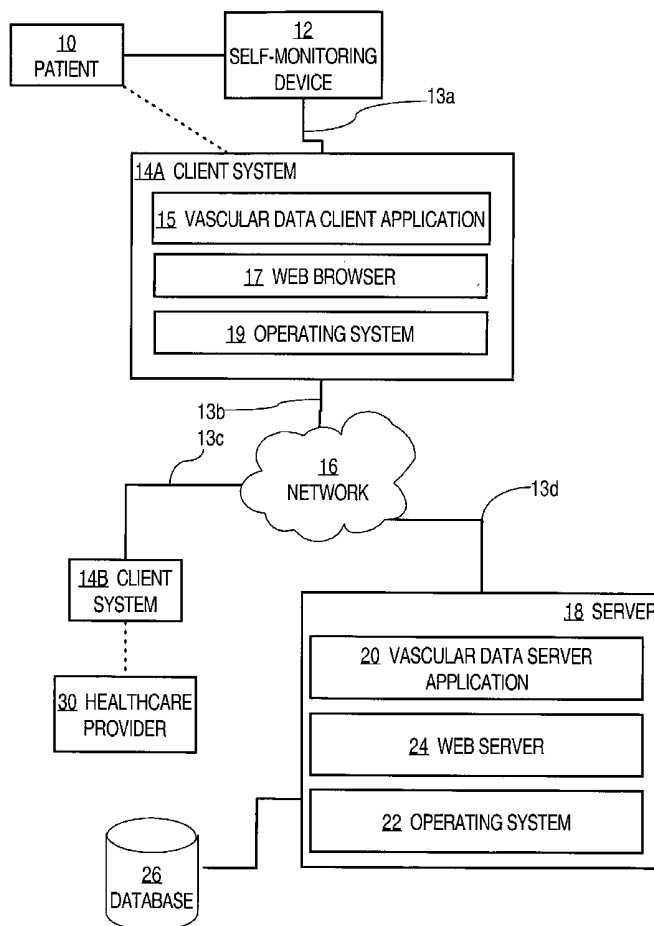 10
PATIENT
12
SELF-MONITORING
DEVICE
13a
14A CLIENT SYSTEM
15 VASCULAR DATA CLIENT APPLICATION
17 WEB BROWSER
19 OPERATING SYSTEM
13b
13c
16
NETWORK
13d
14B CLIENT
SYSTEM
18 SERVER
20 VASCULAR DATA SERVER
APPLICATION
30 HEALTHCARE
PROVIDER
24 WEB SERVER
22 OPERATING SYSTEM
26
DATABASE